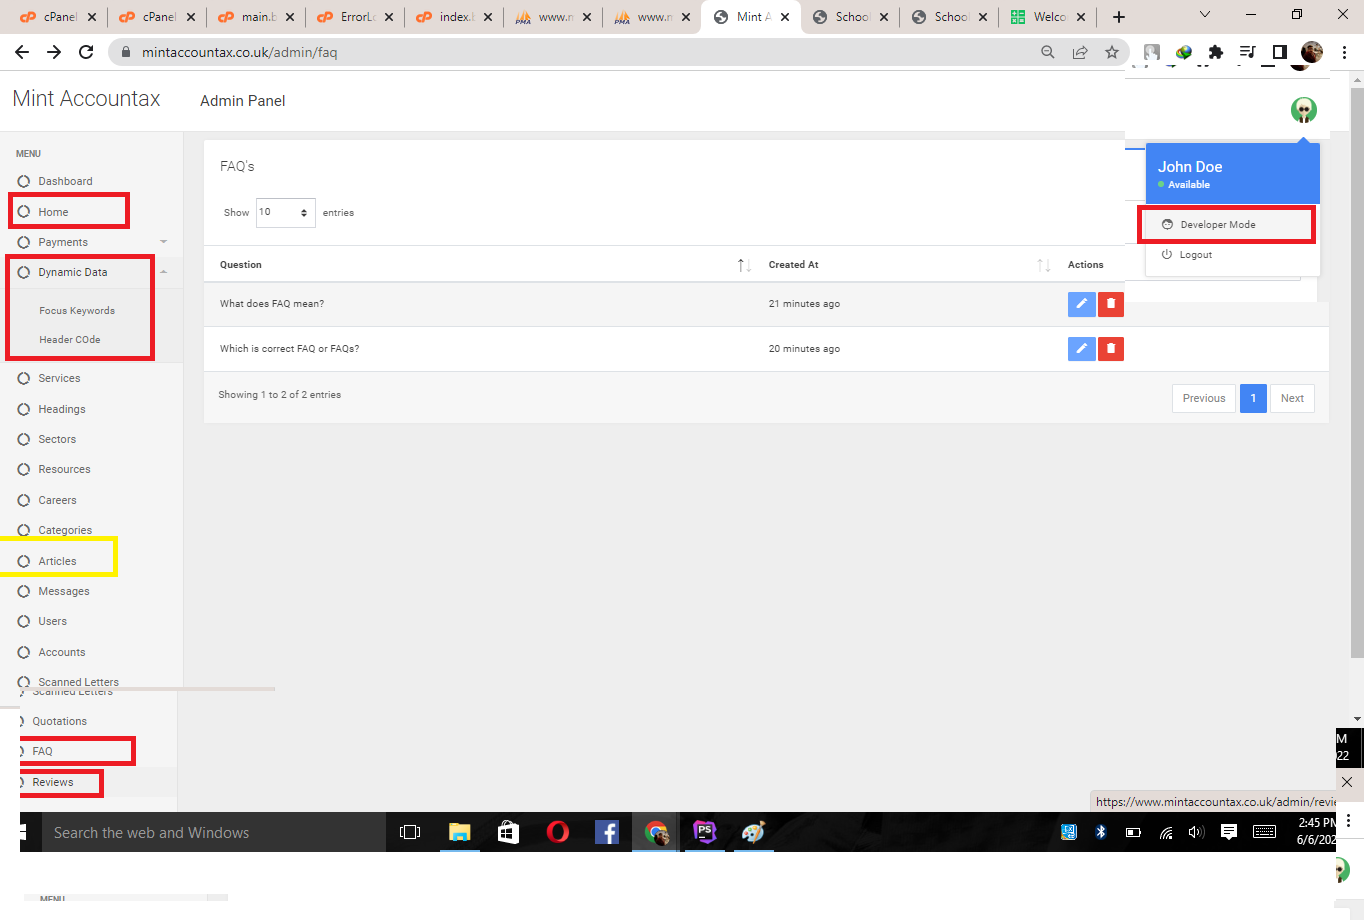 cPanel
cPanel
main.b
ErrorLo
index.b
www.n
www.n
Mint A
School
School
Welco
mintaccountax.co.uk/admin/faq
Mint Accountax
Admin Panel
MENU
Dashboard
Home
Payments
Dynamic Data
Focus Keywords
Header COde
Services
Headings
Sectors
Resources
Careers
Categories
Articles
Messages
Users
Accounts
Scanned Letters
Scanned Letters
Quotations
FAQ
Reviews
FAQ's
Show 10 entries
Question Created At Actions
What does FAQ mean? 21 minutes ago
Which is correct FAQ or FAQs? 20 minutes ago
Showing 1 to 2 of 2 entries
Previous 1 Next
John Doe
Available
Developer Mode
Logout
M
22
https://www.mintaccountax.co.uk/admin/revie
Search the web and Windows
PS
2:45 PM
6/6/202
MENU